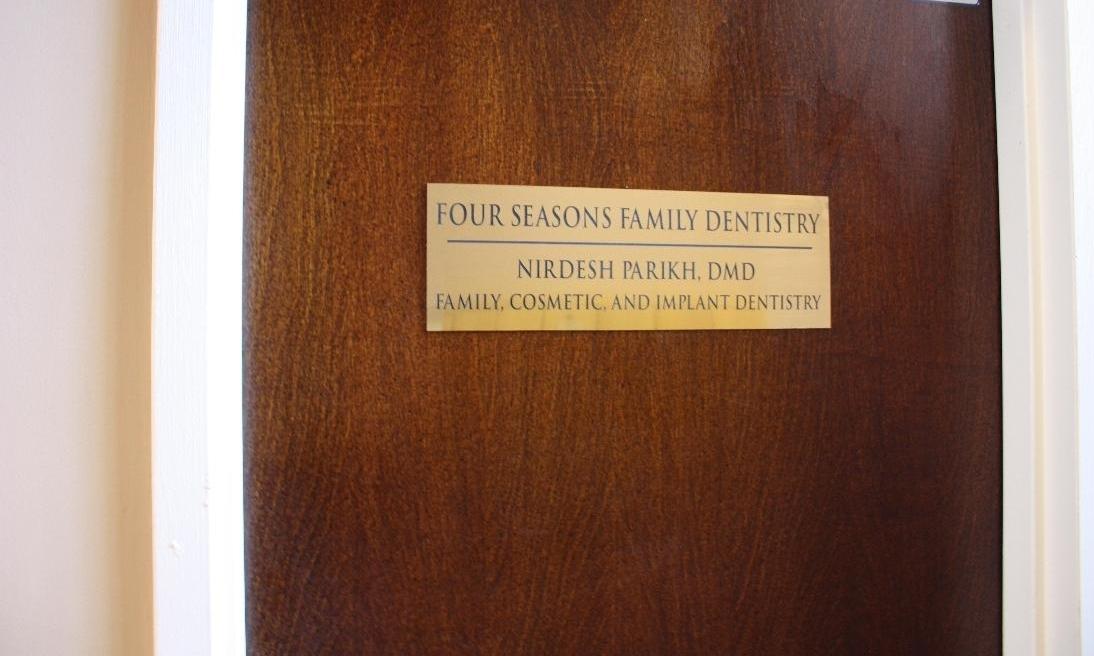 FOUR SEASONS FAMILY DENTISTRY
NIRDESH PARIKH, DMD
FAMILY, COSMETIC, AND IMPLANT DENTISTRY